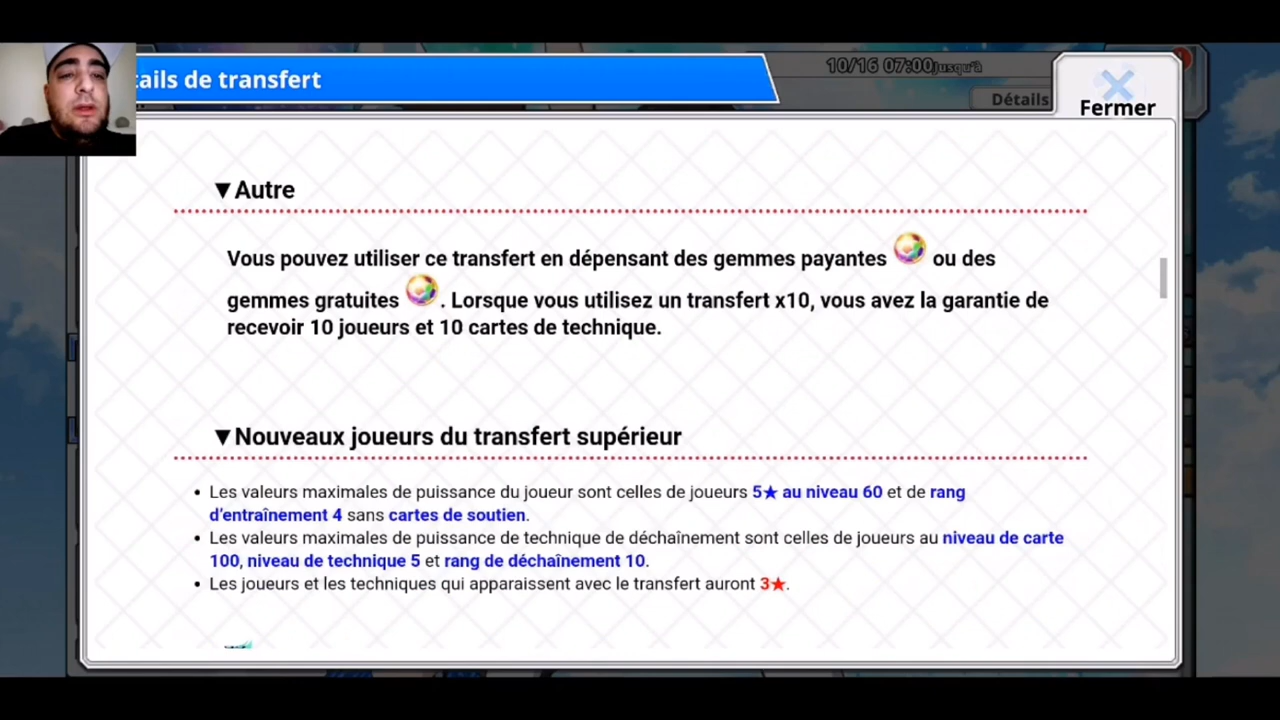 tails de transfert
10/16 07:00 jusqu'à
Détails
Fermer
▼Autre
Vous pouvez utiliser ce transfert en dépensant des gemmes payantes ou des
gemmes gratuites . Lorsque vous utilisez un transfert x10, vous avez la garantie de
recevoir 10 joueurs et 10 cartes de technique.
▼Nouveaux joueurs du transfert supérieur
• Les valeurs maximales de puissance du joueur sont celles de joueurs 5★ au niveau 60 et de rang
d'entraînement 4 sans cartes de soutien.
• Les valeurs maximales de puissance de technique de déchaînement sont celles de joueurs au niveau de carte
100, niveau de technique 5 et rang de déchaînement 10.
• Les joueurs et les techniques qui apparaissent avec le transfert auront 3★.